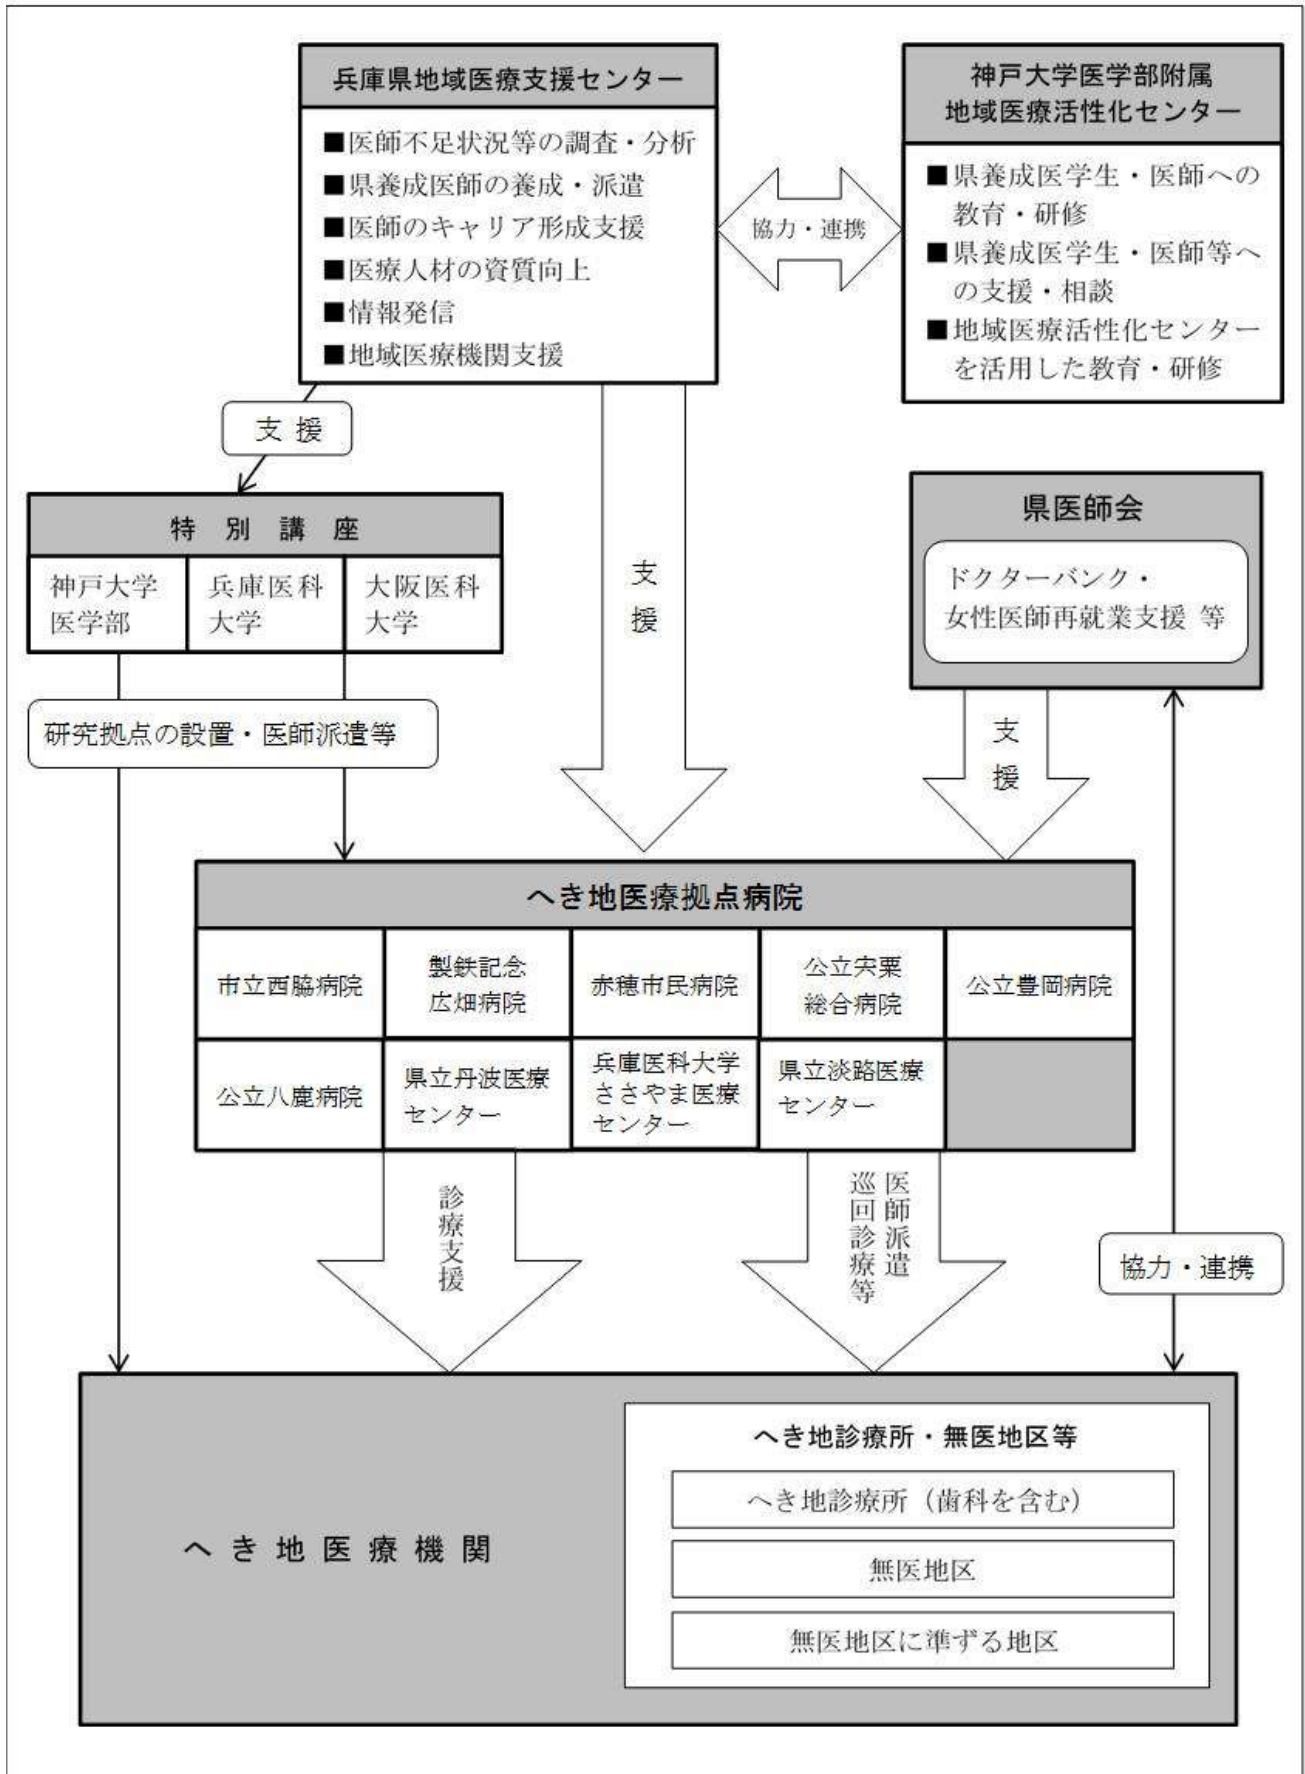 兵庫県地域医療支援センター
■医師不足状況等の調査・分析
■県養成医師の養成・派遣
■医師のキャリア形成支援
■医療人材の資質向上
■情報発信
■地域医療機関支援
協力・連携
神戸大学医学部附属
地域医療活性化センター
■県養成医学生・医師への
教育・研修
■県養成医学生・医師等へ
の支援・相談
■地域医療活性化センター
を活用した教育・研修
支 援
特 別 講 座
神戸大学
医学部
兵庫医科
大学
大阪医科
大学
研究拠点の設置・医師派遣等
支
援
県医師会
ドクターバンク・
女性医師再就業支援 等
支
援
へき地医療拠点病院
市立西脇病院
製鉄記念
広畑病院
赤穂市民病院
公立宍粟
総合病院
公立豊岡病院
公立八鹿病院
県立丹波医療
センター
兵庫医科大学
ささやま医療
センター
県立淡路医療
センター
診療支援
医師派遣
巡回診療等
協力・連携
へ き 地 医 療 機 関
へき地診療所・無医地区等
へき地診療所（歯科を含む）
無医地区
無医地区に準ずる地区